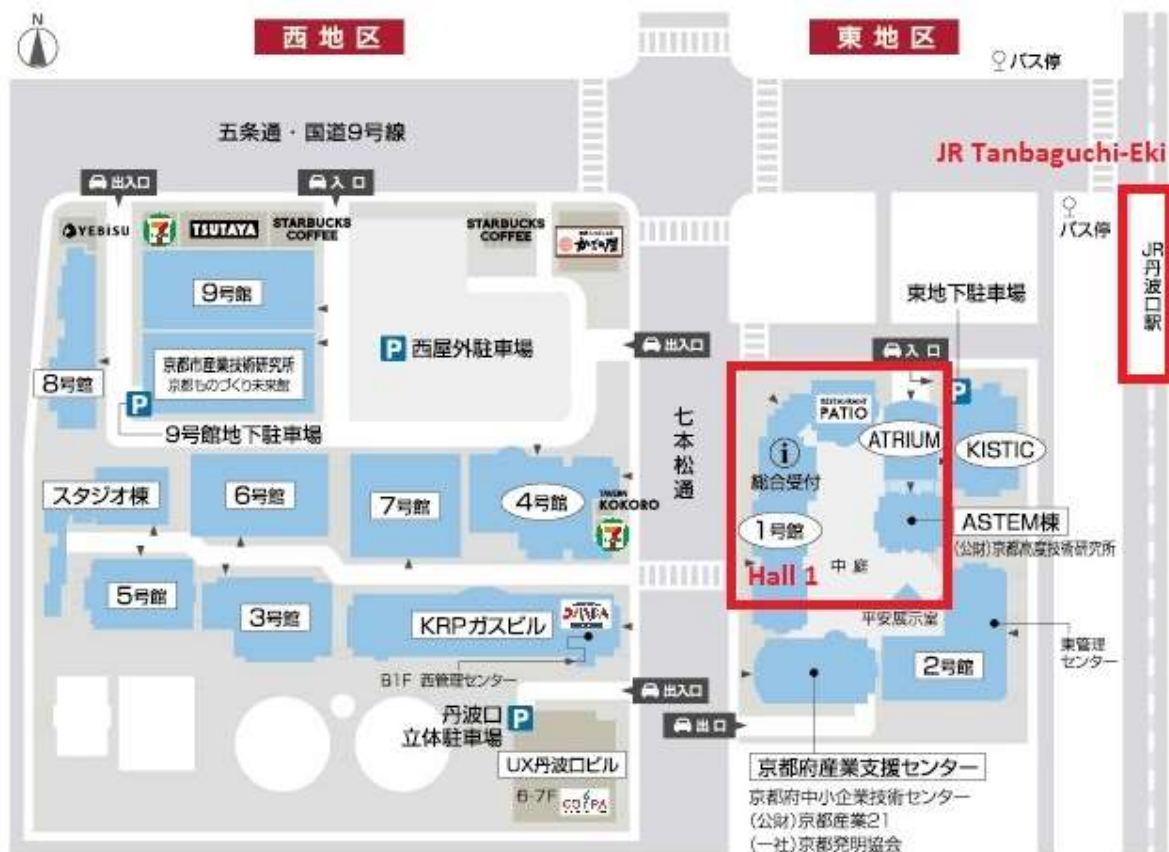 N
西地区
東地区
バス停
五条通・国道9号線
JR Tanbaguchi-Eki
出入口
入口
バス停
JR丹波口駅
YEBISU
TSUTAYA
STARBUCKS
COFFEE
STARBUCKS
COFFEE
かごの屋
9号館
東地下駐車場
P 西屋外駐車場
出入口
入口
京都市産業技術研究所
京都ものづくり未来館
8号館
P
9号館地下駐車場
七本松通
RESTAURANT
PATIO
P
ATRIUM
KISTIC
i
総合受付
スタジオ棟
6号館
7号館
4号館
KOKORO
1号館
ASTEM棟
(公財)京都高度技術研究所
Hall 1
中庭
5号館
3号館
KRPガスビル
平安展示室
2号館
東管理
センター
B1F 西管理センター
出入口
丹波口
立体駐車場
P
出口
UX丹波口ビル
6-7F
京都府産業支援センター
京都府中小企業技術センター
(公財)京都産業21
(一社)京都発明協会